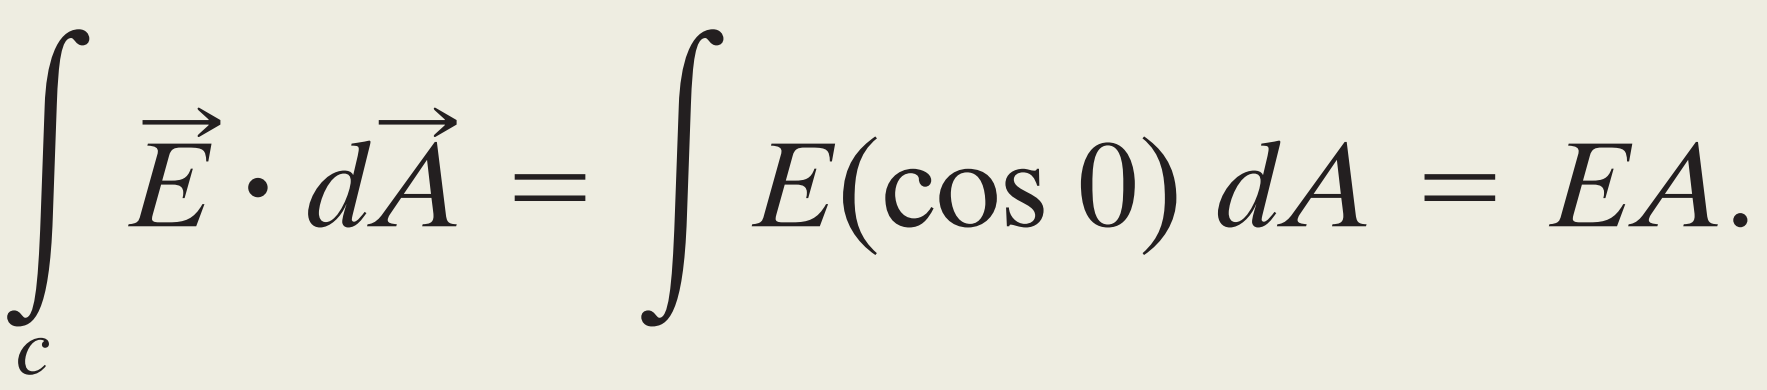 ∫_c E⃗ · dA⃗ = ∫ E(cos 0) dA = EA.